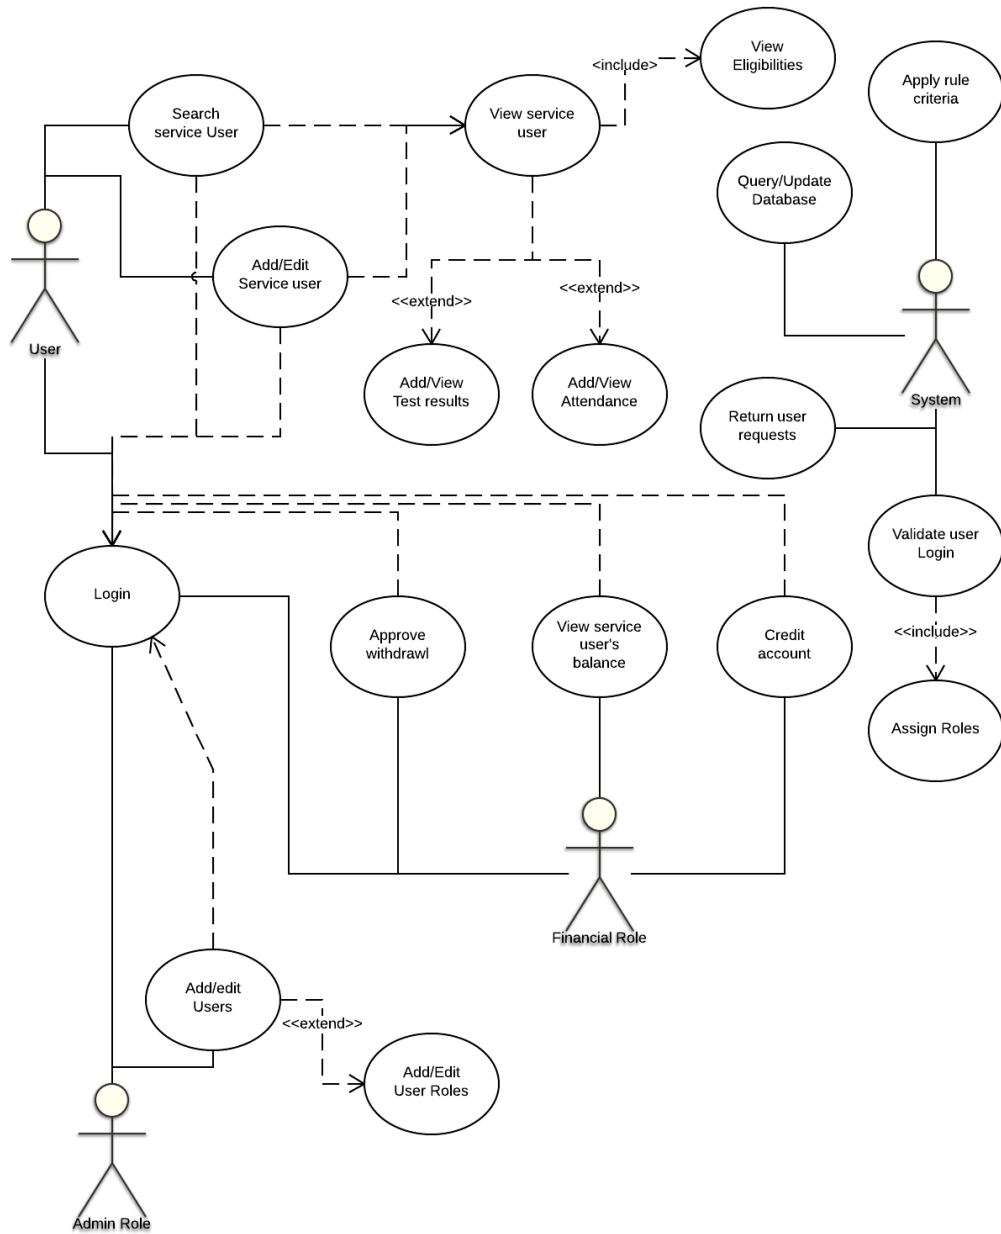 View
Eligibilities
<include>
Apply rule
criteria
Search
service User
View service
user
Query/Update
Database
Add/Edit
Service user
<<extend>>
<<extend>>
User
Add/View
Test results
Add/View
Attendance
System
Return user
requests
Validate user
Login
Login
Approve
withdrawl
View service
user's
balance
Credit
account
<<include>>
Assign Roles
Financial Role
Add/edit
Users
<<extend>>
Add/Edit
User Roles
Admin Role